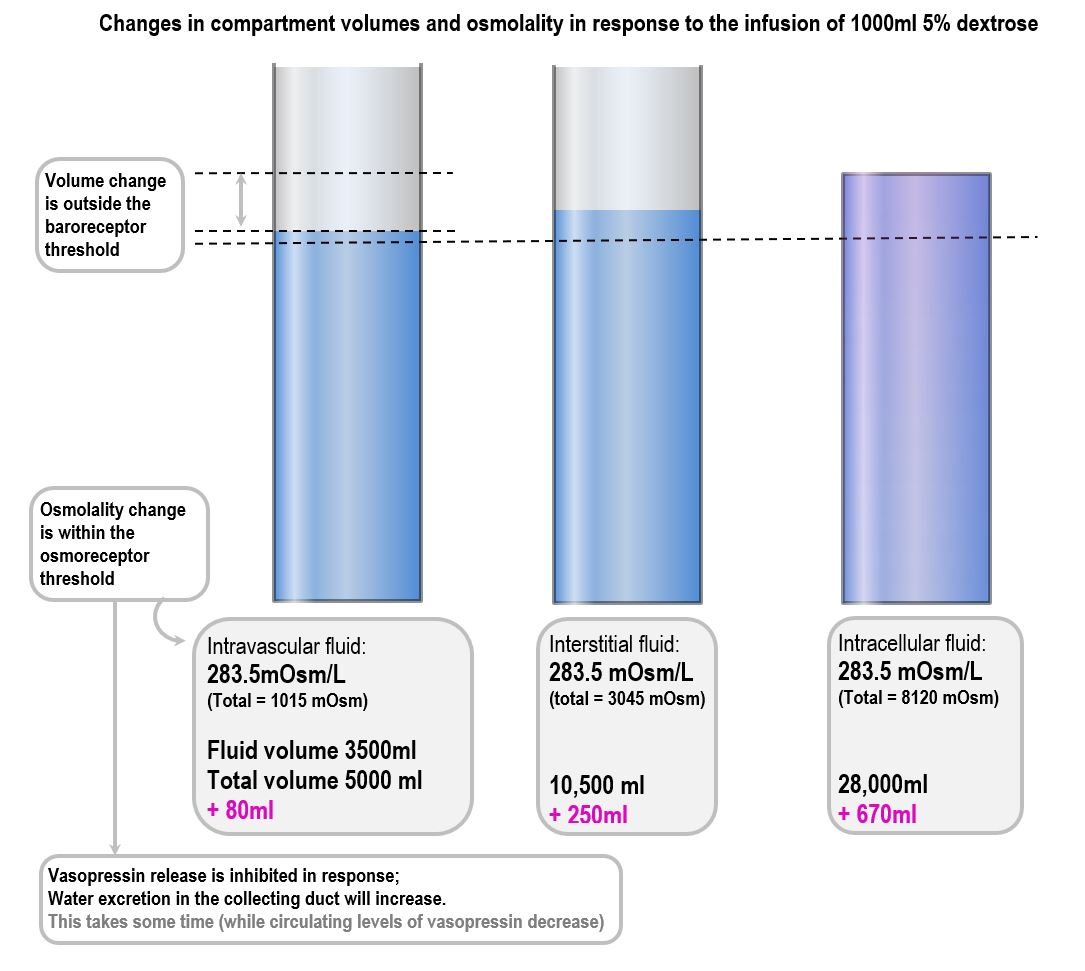 Changes in compartment volumes and osmolality in response to the infusion of 1000ml 5% dextrose
Volume change
is outside the
baroreceptor
threshold
Osmolality change
is within the
osmoreceptor
threshold
Intravascular fluid:
283.5mOsm/L
(Total = 1015 mOsm)
Fluid volume 3500ml
Total volume 5000 ml
+ 80ml
Interstitial fluid:
283.5 mOsm/L
(total = 3045 mOsm)
10,500 ml
+ 250ml
Intracellular fluid:
283.5 mOsm/L
(Total = 8120 mOsm)
28,000ml
+ 670ml
Vasopressin release is inhibited in response;
Water excretion in the collecting duct will increase.
This takes some time (while circulating levels of vasopressin decrease)